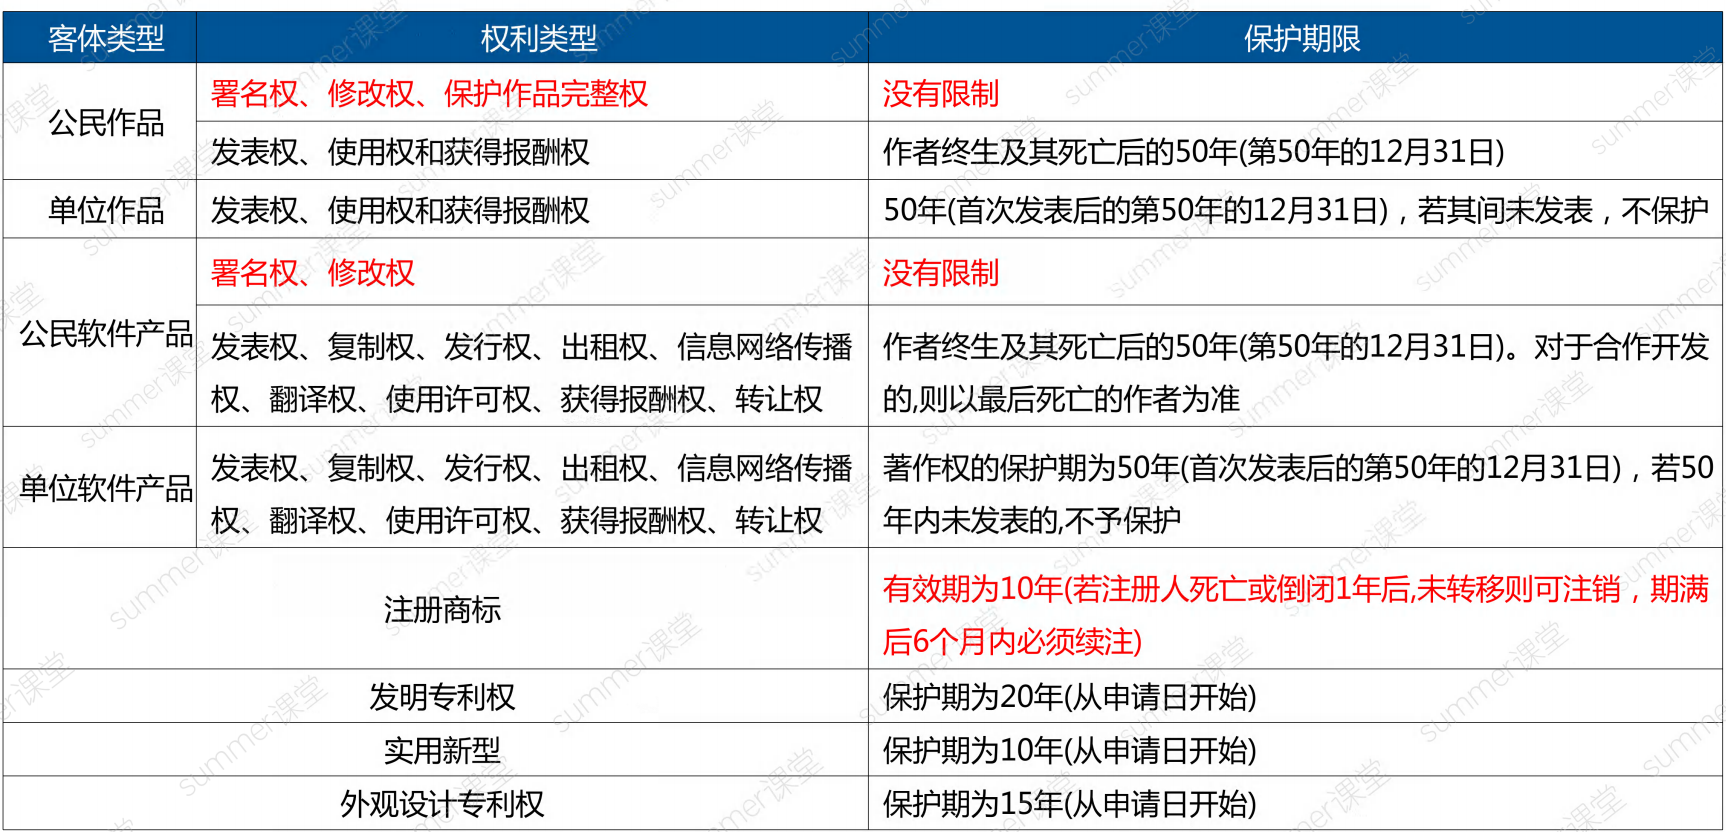 客体类型 权利类型 保护期限
公民作品
署名权、修改权、保护作品完整权 没有限制
发表权、使用权和获得报酬权 作者终生及其死亡后的50年(第50年的12月31日)
单位作品 发表权、使用权和获得报酬权 50年(首次发表后的第50年的12月31日)，若其间未发表，不保护
公民软件产品
署名权、修改权 没有限制
发表权、复制权、发行权、出租权、信息网络传播
权、翻译权、使用许可权、获得报酬权、转让权
作者终生及其死亡后的50年(第50年的12月31日)。对于合作开发
的,则以最后死亡的作者为准
单位软件产品
发表权、复制权、发行权、出租权、信息网络传播
权、翻译权、使用许可权、获得报酬权、转让权
著作权的保护期为50年(首次发表后的第50年的12月31日)，若50
年内未发表的,不予保护
注册商标
有效期为10年(若注册人死亡或倒闭1年后,未转移则可注销，期满
后6个月内必须续注)
发明专利权 保护期为20年(从申请日开始)
实用新型 保护期为10年(从申请日开始)
外观设计专利权 保护期为15年(从申请日开始)
summer课堂